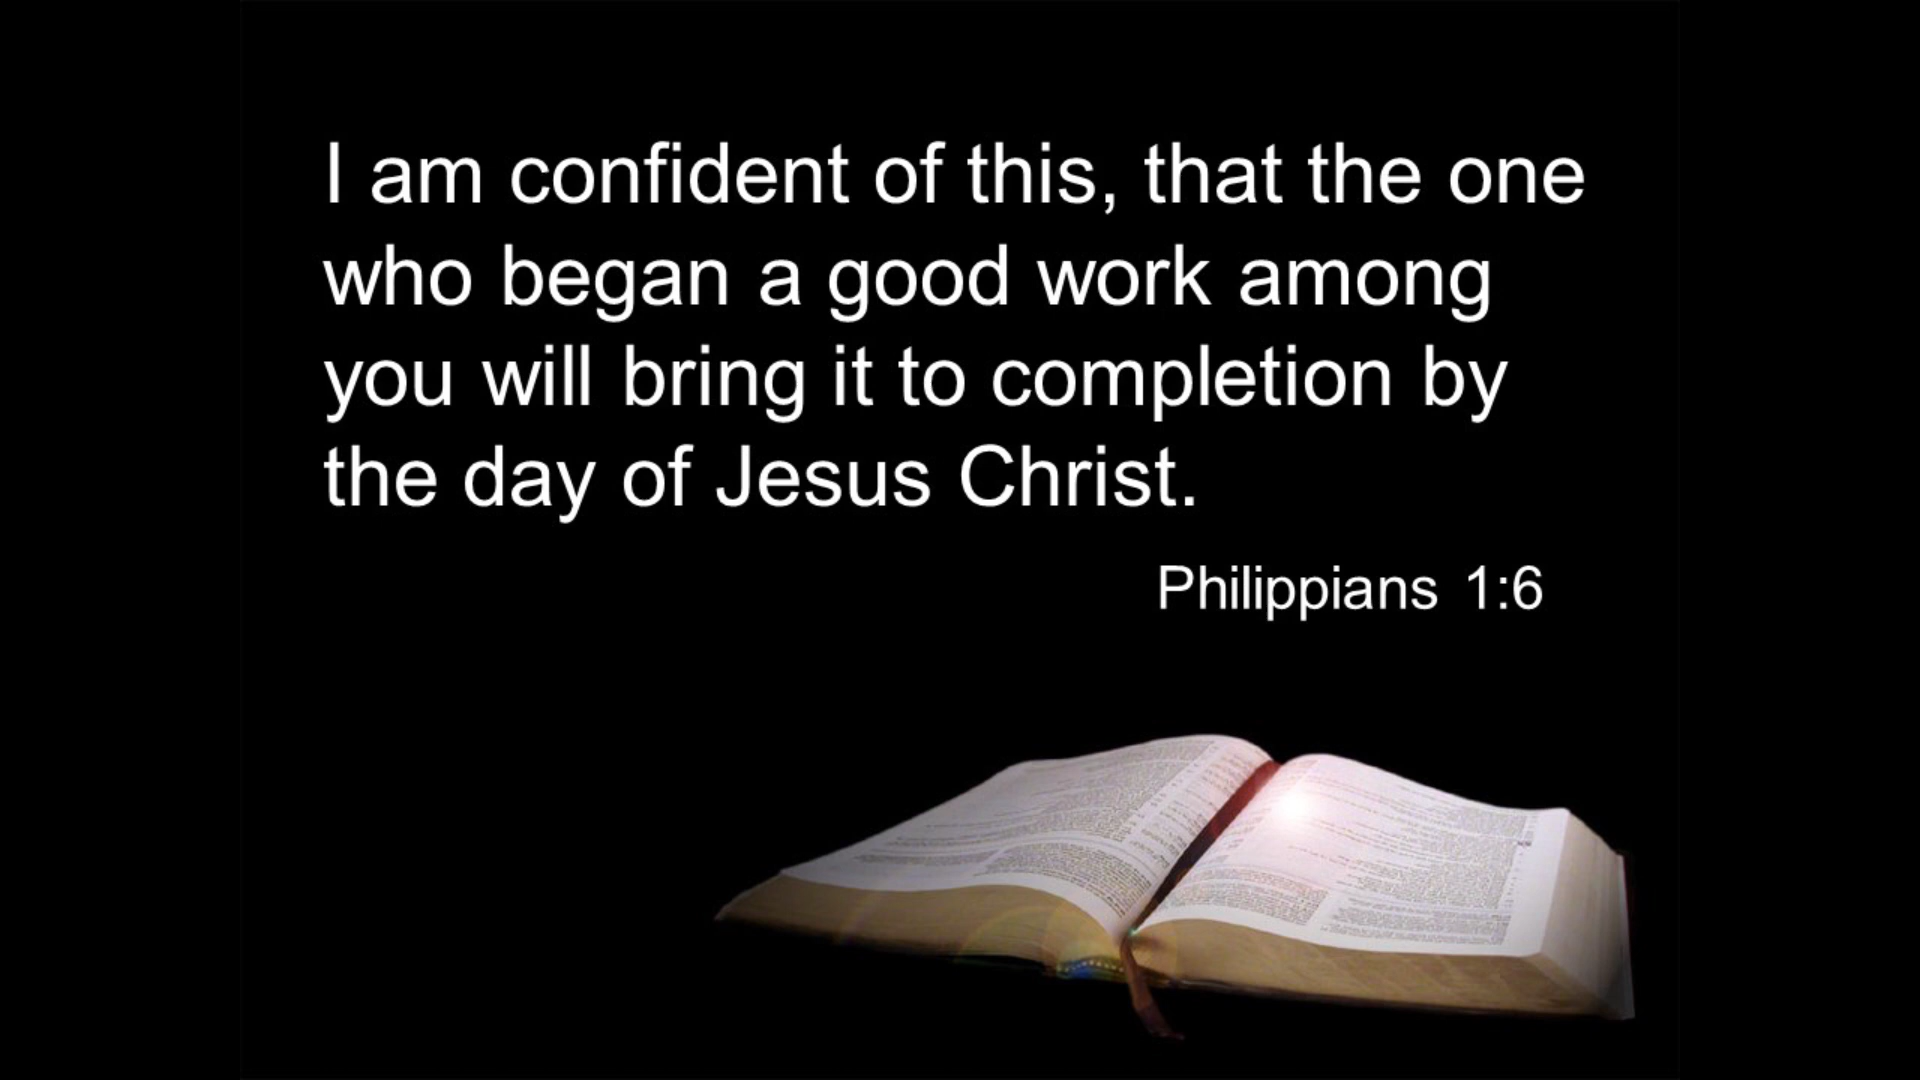 I am confident of this, that the one
who began a good work among
you will bring it to completion by
the day of Jesus Christ.
Philippians 1:6